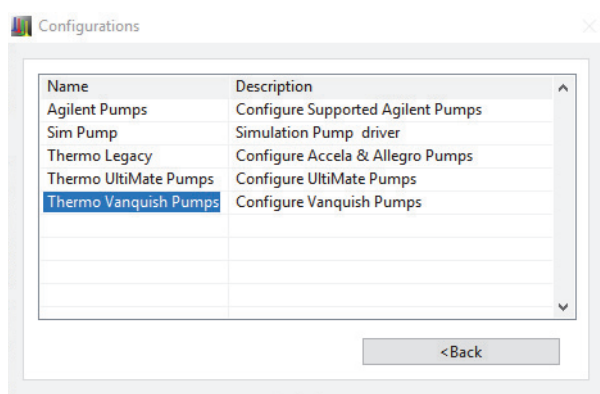 Configurations
Name Description
Agilent Pumps Configure Supported Agilent Pumps
Sim Pump Simulation Pump  driver
Thermo Legacy Configure Accela & Allegro Pumps
Thermo UltiMate Pumps Configure UltiMate Pumps
Thermo Vanquish Pumps Configure Vanquish Pumps
<Back